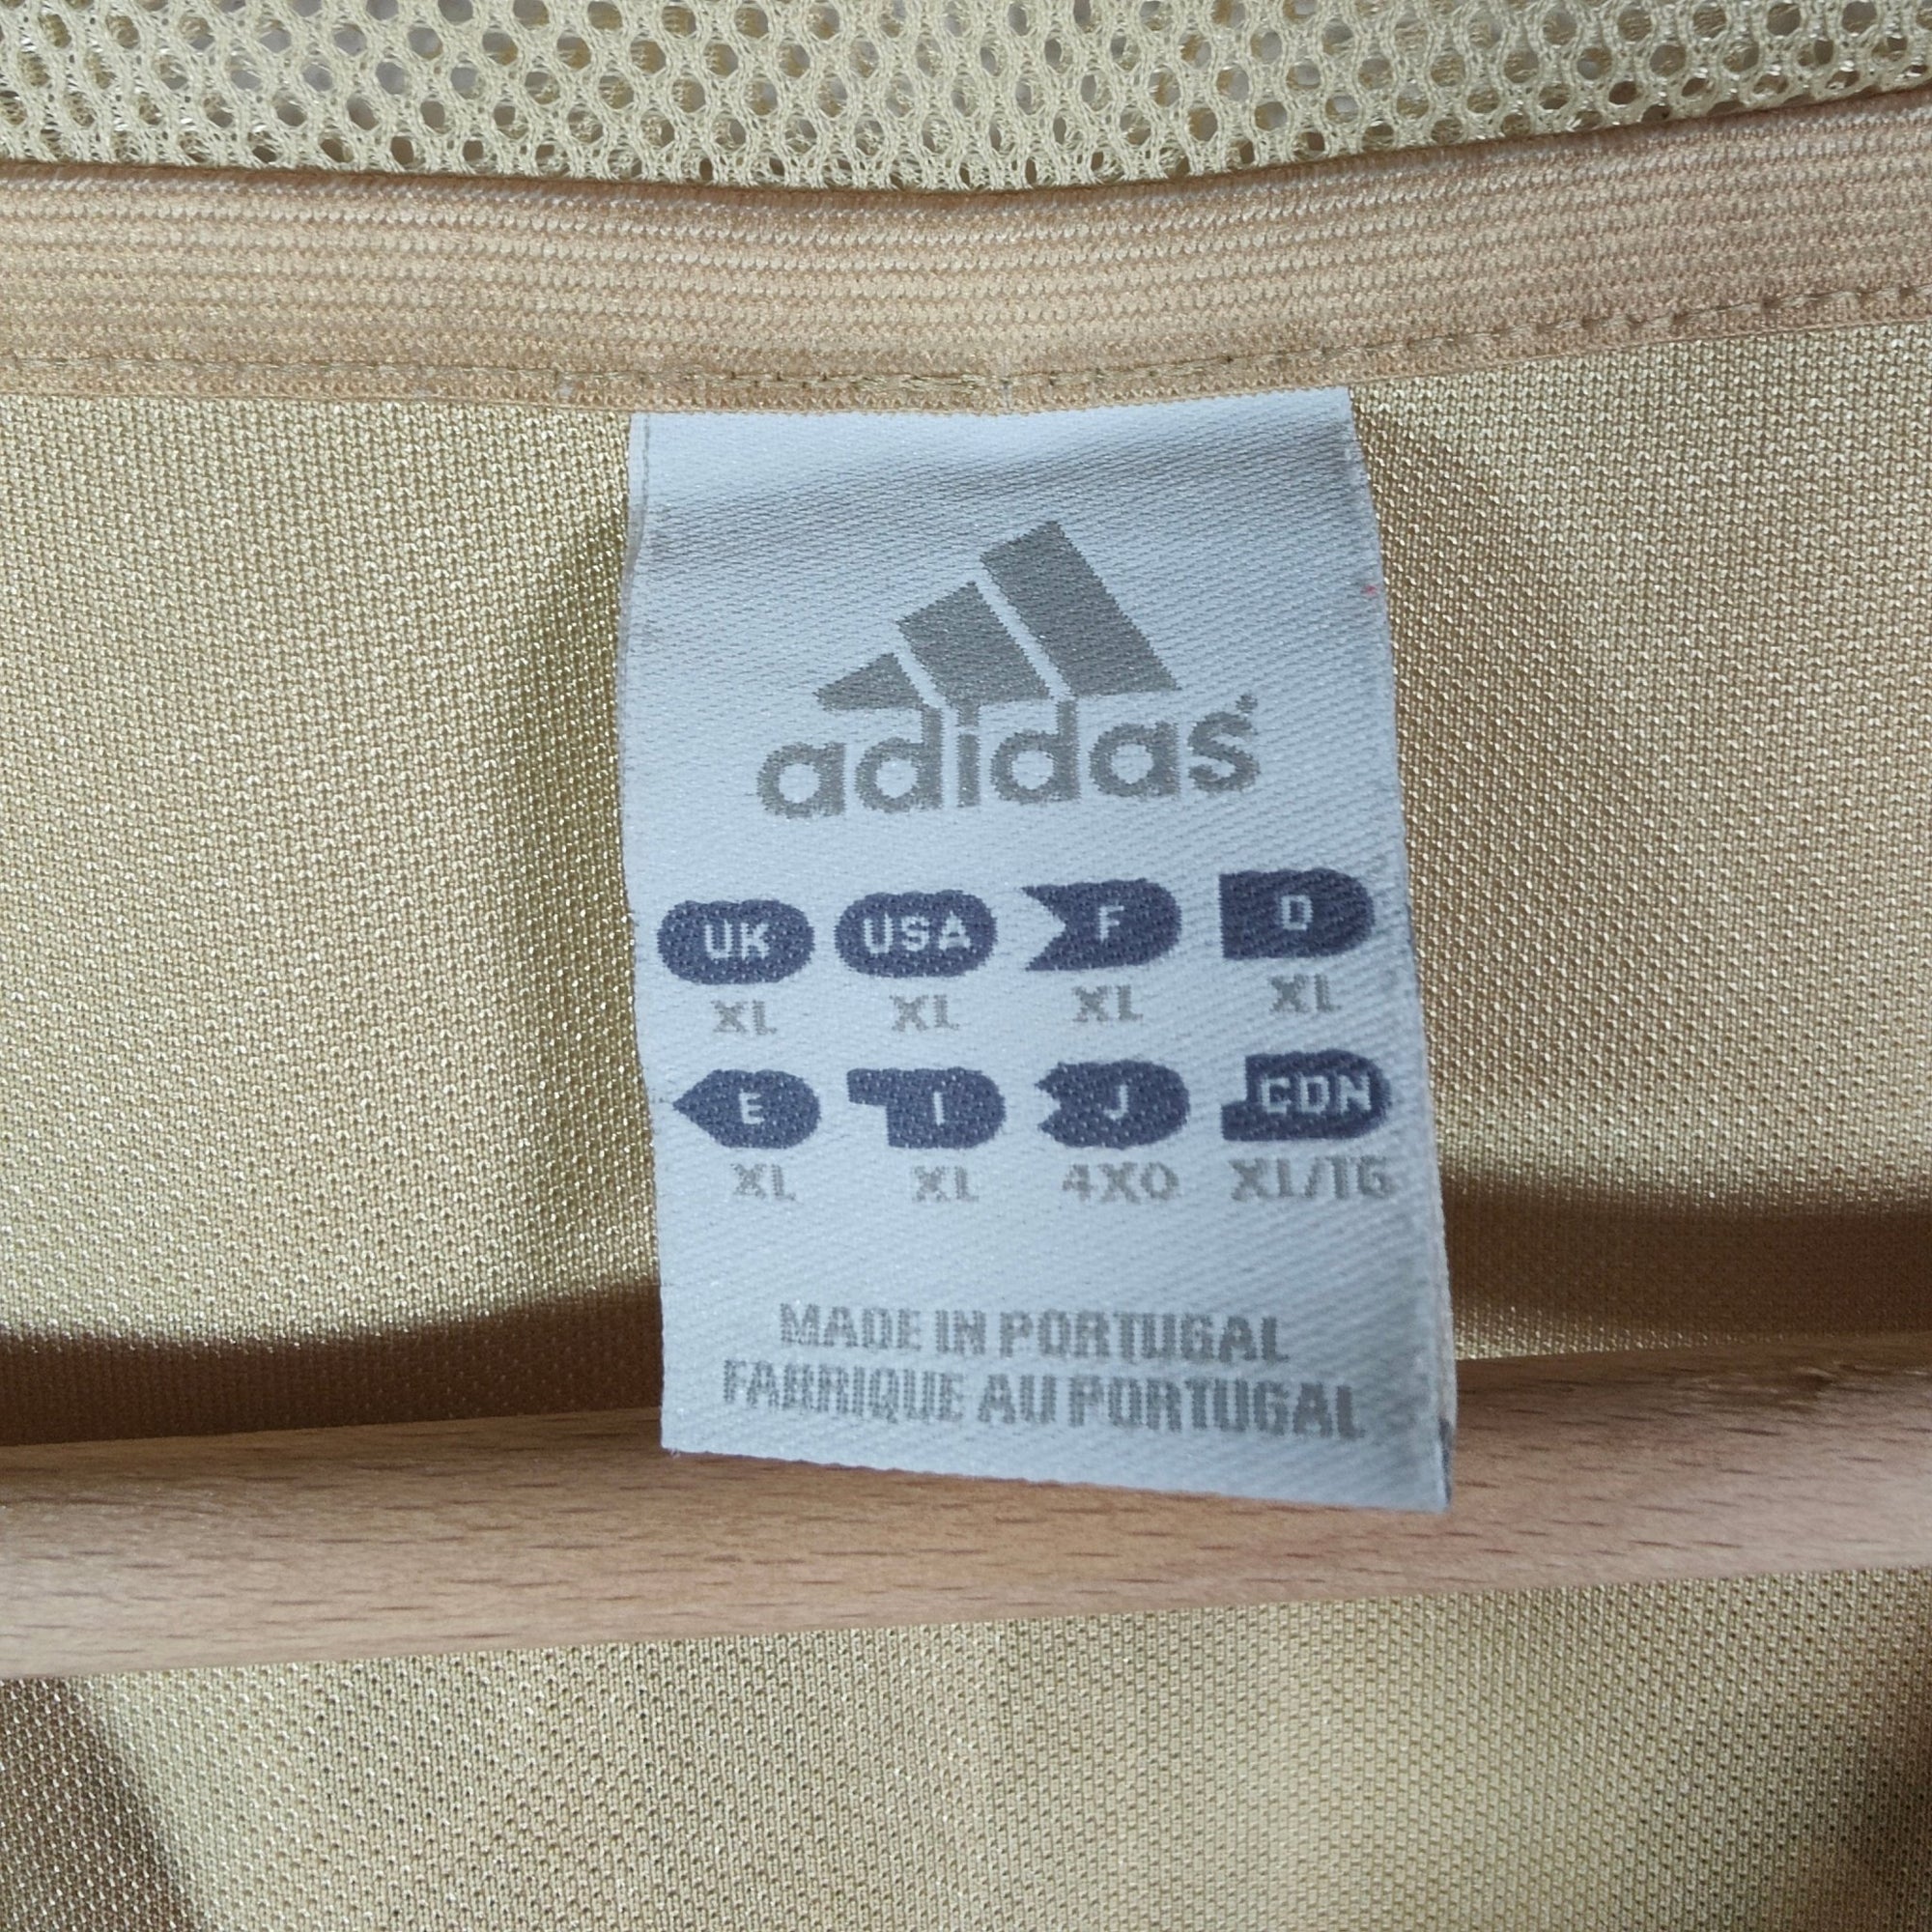 adidas
UK USA F D
XL XL XL XL
E I J CDN
XL XL 4XO XL/TG
MADE IN PORTUGAL
FABRIQUE AU PORTUGAL